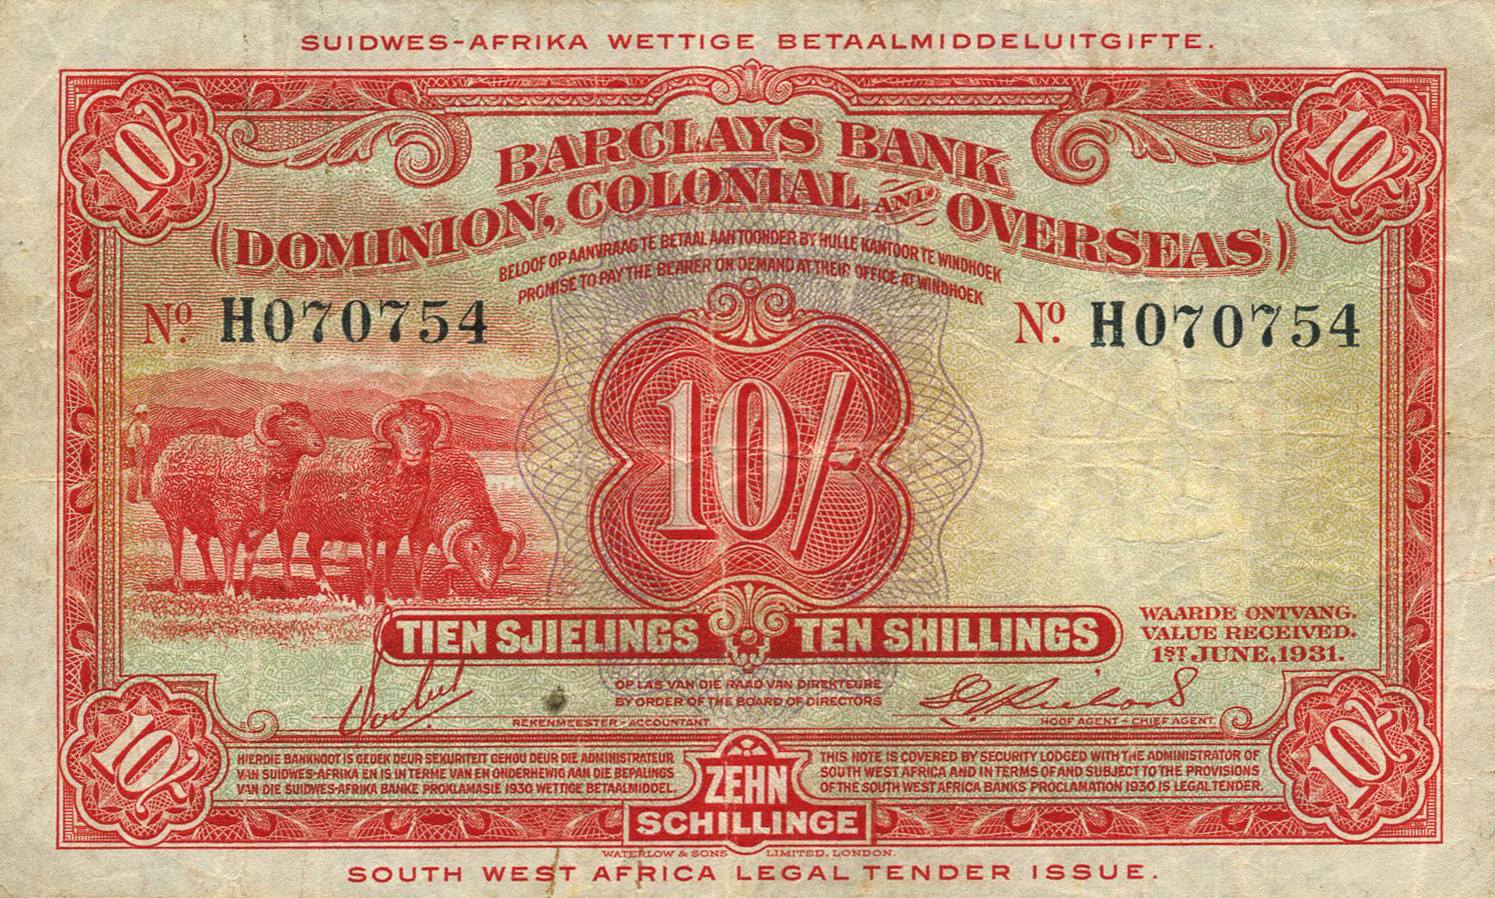 SUIDWES-AFRIKA WETTIGE BETAALMIDDELUITGIFTE.
10/-
10/-
BARCLAYS BANK
(DOMINION, COLONIAL AND OVERSEAS)
BELOOF OP AANVRAAG TE BETAAL AAN TOONDER BY HULLE KANTOOR TE WINDHOEK
PROMISE TO PAY THE BEARER ON DEMAND AT THEIR OFFICE AT WINDHOEK
Nº. H070754
Nº. H070754
10/-
TIEN SJIELINGS TEN SHILLINGS
WAARDE ONTVANG.
VALUE RECEIVED.
1ST JUNE, 1931.
OP LAS VAN DIE RAAD VAN DIREKTEURE
BY ORDER OF THE BOARD OF DIRECTORS
REKENMEESTER - ACCOUNTANT
HOOF AGENT - CHIEF AGENT.
10/-
10/-
HIERDIE BANKNOOT IS GEDEK DEUR SEKURITEIT GEHOU DEUR DIE ADMINISTRATEUR
VAN SUIDWES-AFRIKA EN IS IN TERME VAN EN ONDERHEWIG AAN DIE BEPALINGS
VAN DIE SUIDWES-AFRIKA BANKE PROKLAMASIE 1930 WETTIGE BETAALMIDDEL.
ZEHN
SCHILLINGE
THIS NOTE IS COVERED BY SECURITY LODGED WITH THE ADMINISTRATOR OF
SOUTH WEST AFRICA AND IN TERMS OF AND SUBJECT TO THE PROVISIONS
OF THE SOUTH WEST AFRICA BANKS PROCLAMATION 1930 IS LEGAL TENDER.
WATERLOW & SONS LIMITED, LONDON.
SOUTH WEST AFRICA LEGAL TENDER ISSUE.